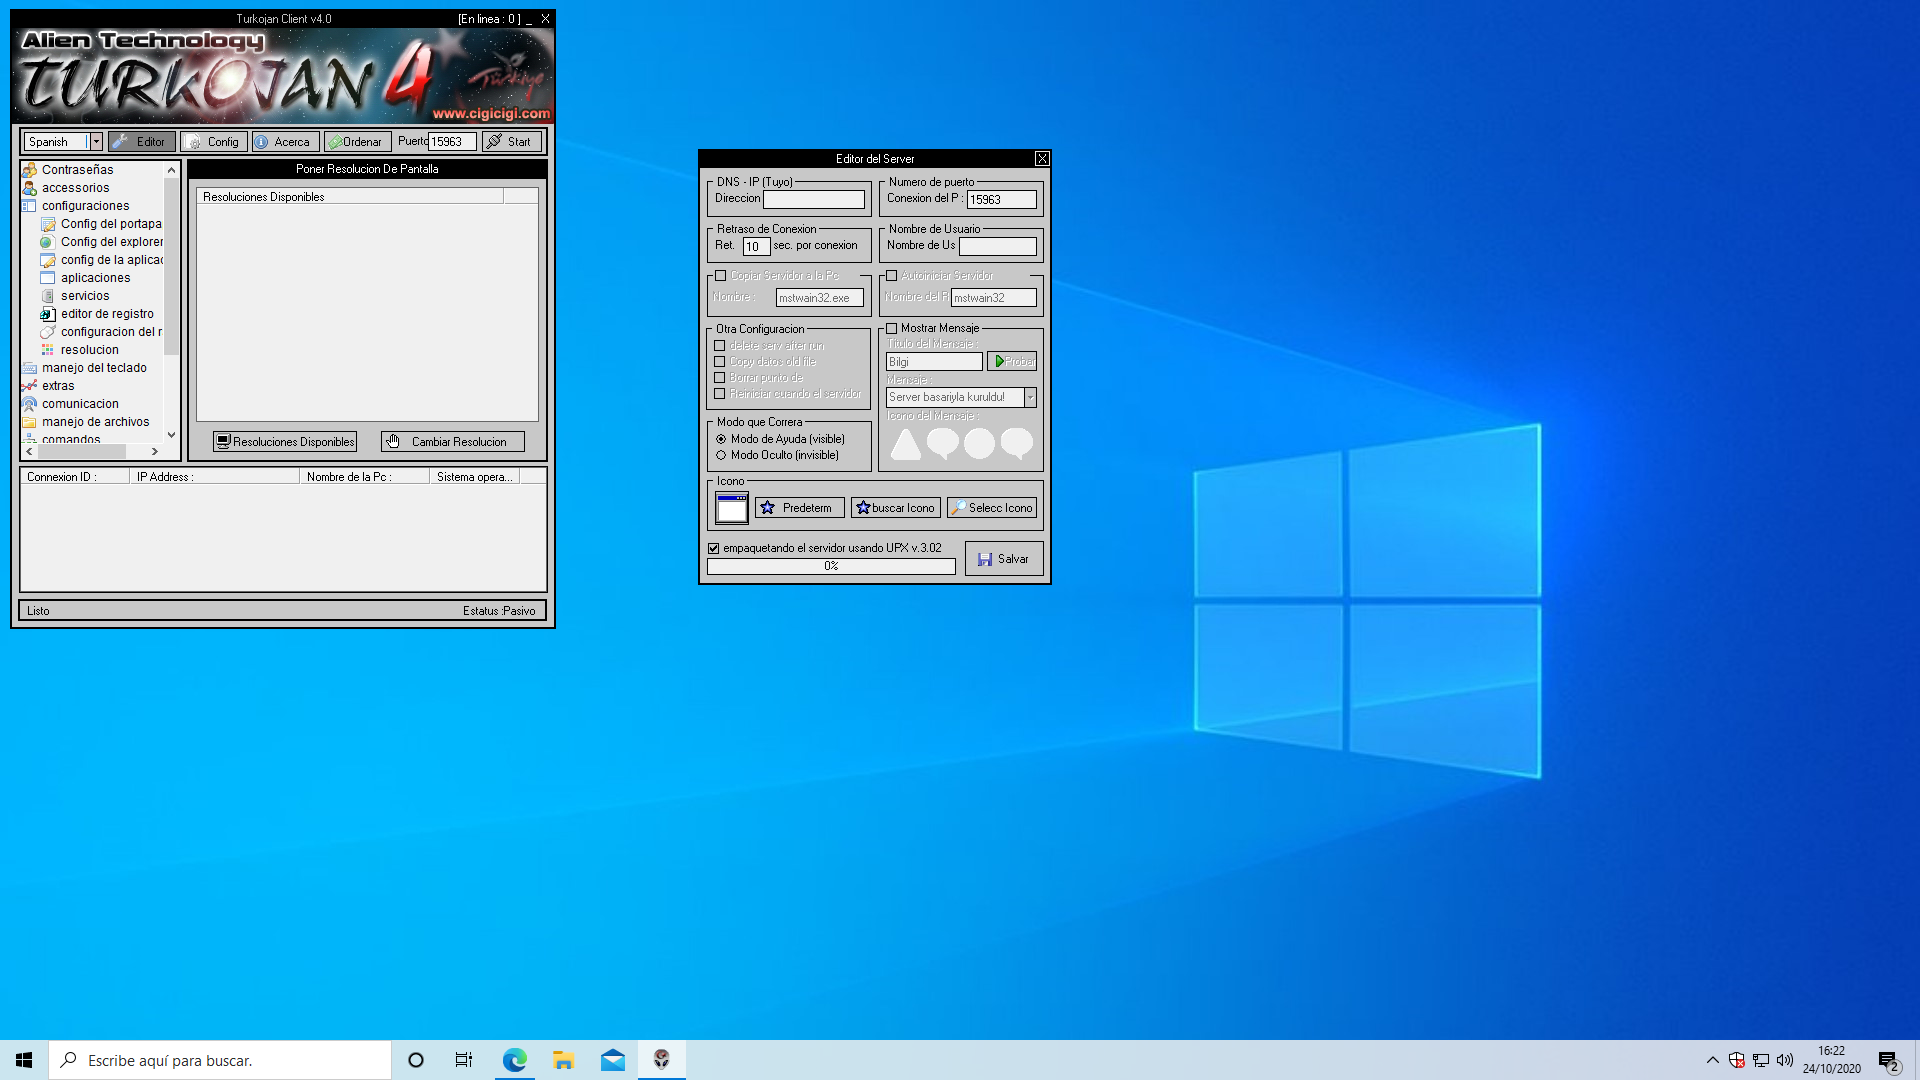 Turkojan Client v4.0 [En linea : 0 ] _ X
Alien Technology
TURKOJAN 4
Türkiye
www.cigicigi.com
Spanish Editor Config Acerca Ordenar Puerto 15963 Start
Contraseñas
accessorios
configuraciones
Config del portapa
Config del explorer
config de la aplicac
aplicaciones
servicios
editor de registro
configuracion del r
resolucion
manejo del teclado
extras
comunicacion
manejo de archivos
comandos
Poner Resolucion De Pantalla
Resoluciones Disponibles
Resoluciones Disponibles Cambiar Resolucion
Connexion ID : IP Address : Nombre de la Pc : Sistema opera...
Listo Estatus :Pasivo
Editor del Server
DNS - IP (Tuyo)
Direccion
Numero de puerto
Conexion del P : 15963
Retraso de Conexion
Ret. 10 sec. por conexion
Nombre de Usuario
Nombre de Us
Copiar Servidor a la Pc
Nombre : mstwain32.exe
Autoiniciar Servidor
Nombre del R mstwain32
Otra Configuracion
delete serv after run
Copy datos old file
Borrar punto de
Reiniciar cuando el servidor
Mostrar Mensaje
Titulo del Mensaje :
Bilgi Probar
Mensaje :
Server basariyla kuruldu!
Icono del Mensaje :
Modo que Correra
Modo de Ayuda (visible)
Modo Oculto (invisible)
Icono
Predeterm buscar Icono Selecc Icono
empaquetando el servidor usando UPX v.3.02
0%
Salvar
Escribe aquí para buscar.
16:22
24/10/2020
2